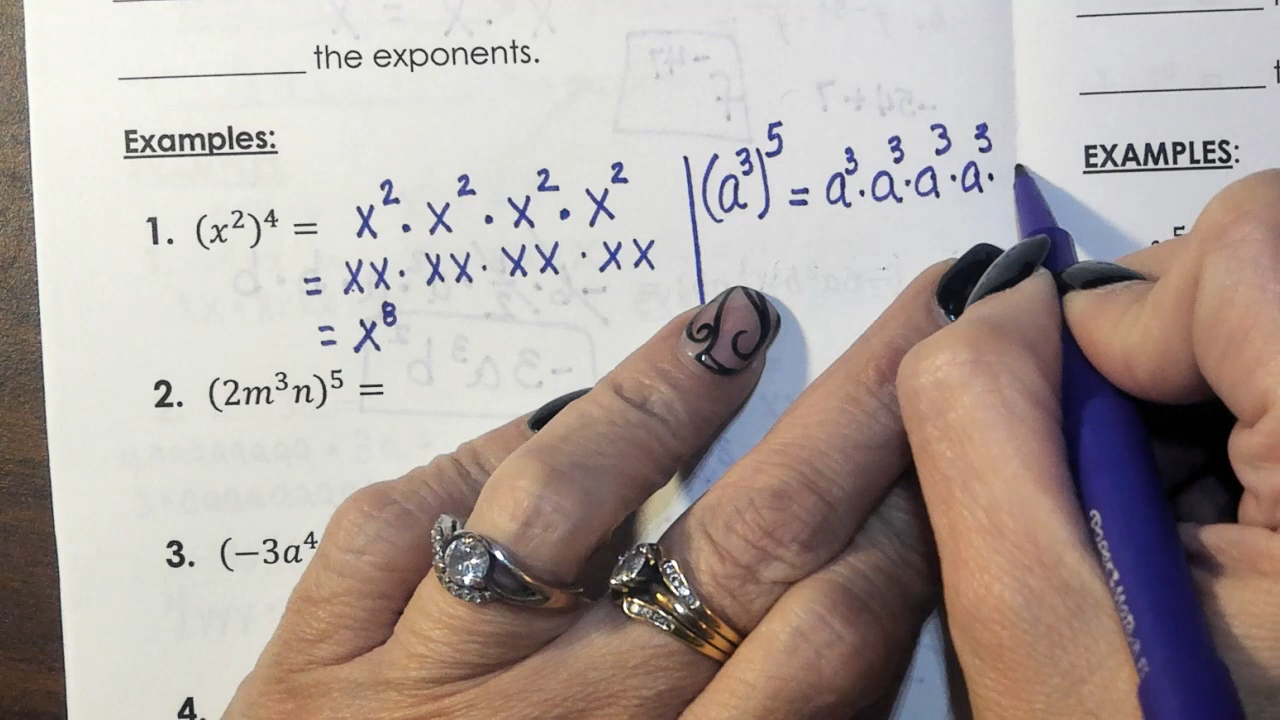 the exponents.
Examples:
EXAMPLES:
1. (x²)⁴ = x² · x² · x² · x²
= xx · xx · xx · xx
= x⁸
(a³)⁵ = a³ · a³ · a³ · a³ ·
2. (2m³n)⁵ =
3. (−3a⁴
4.